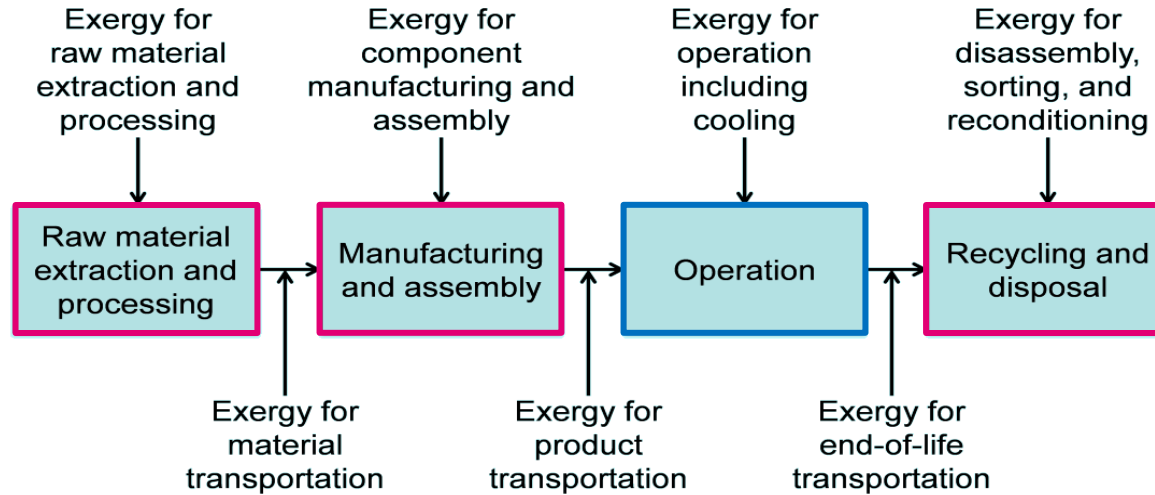 Exergy for
raw material
extraction and
processing
Exergy for
component
manufacturing and
assembly
Exergy for
operation
including
cooling
Exergy for
disassembly,
sorting, and
reconditioning
Raw material
extraction and
processing
Manufacturing
and assembly
Operation
Recycling and
disposal
Exergy for
material
transportation
Exergy for
product
transportation
Exergy for
end-of-life
transportation